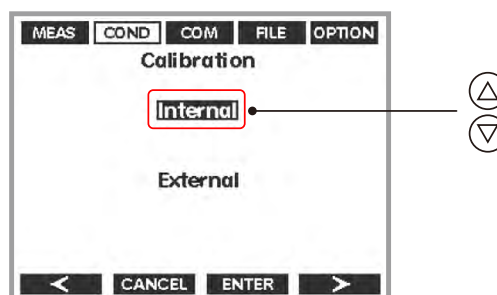 MEAS COND COM FILE OPTION
Calibration
Internal
External
< CANCEL ENTER >